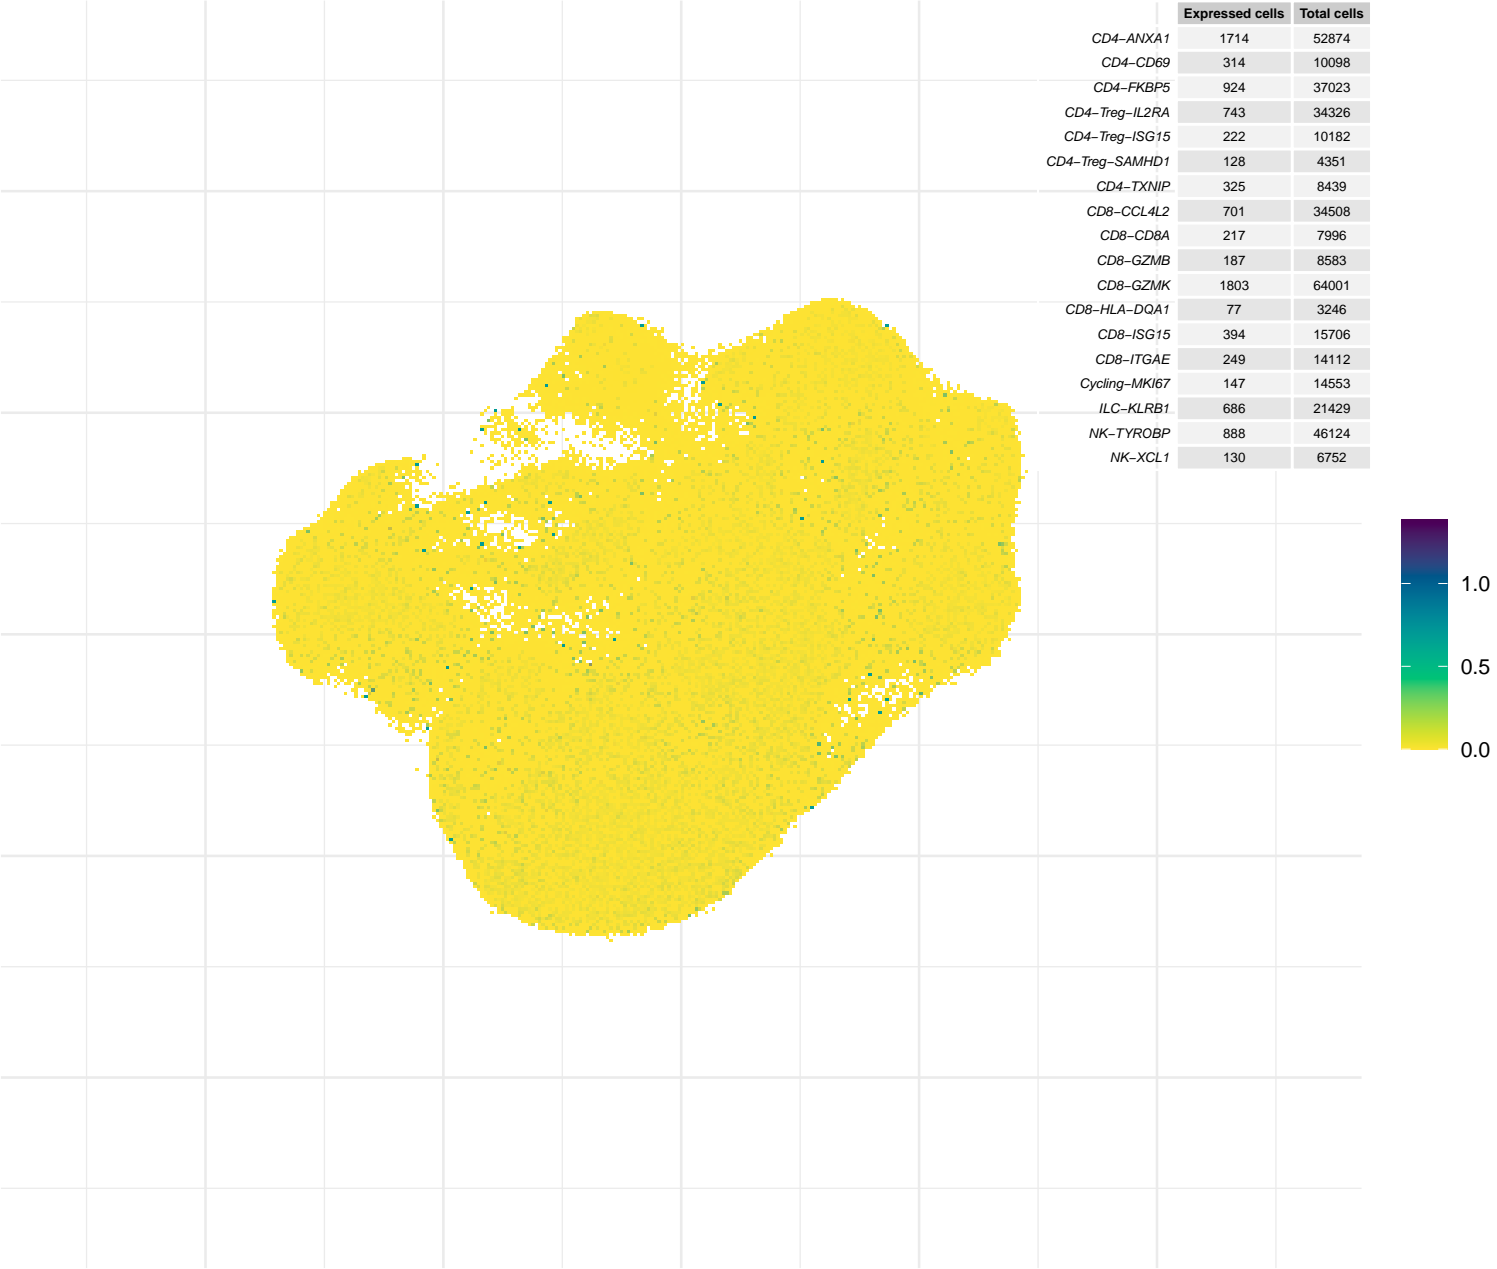 Expressed cells Total cells
CD4−ANXA1 1714 52874
CD4−CD69 314 10098
CD4−FKBP5 924 37023
CD4−Treg−IL2RA 743 34326
CD4−Treg−ISG15 222 10182
CD4−Treg−SAMHD1 128 4351
CD4−TXNIP 325 8439
CD8−CCL4L2 701 34508
CD8−CD8A 217 7996
CD8−GZMB 187 8583
CD8−GZMK 1803 64001
CD8−HLA−DQA1 77 3246
CD8−ISG15 394 15706
CD8−ITGAE 249 14112
Cycling−MKI67 147 14553
ILC−KLRB1 686 21429
NK−TYROBP 888 46124
NK−XCL1 130 6752
1.0
0.5
0.0